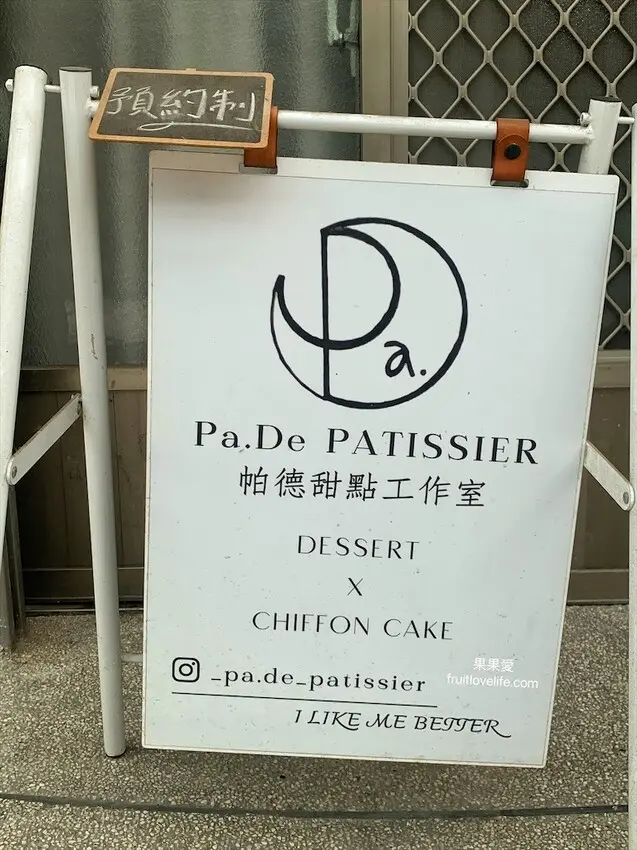 預約制
Pa.
Pa.De PATISSIER
帕德甜點工作室
DESSERT
X
CHIFFON CAKE
_pa.de_patissier
I LIKE ME BETTER
果果愛
fruitlovelife.com